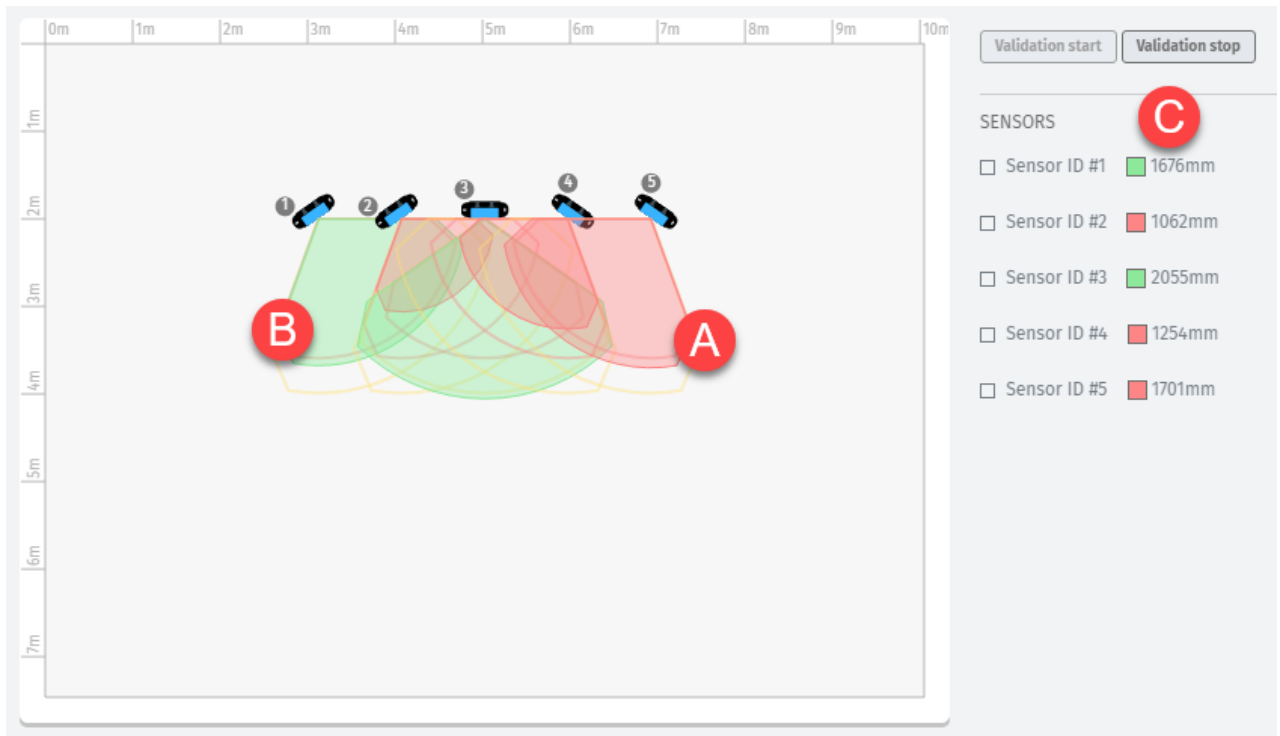 0m 1m 2m 3m 4m 5m 6m 7m 8m 9m 10m
Validation start Validation stop
1m
C
SENSORS
Sensor ID #1 1676mm
4 5
3
1 2
2m
Sensor ID #2 1062mm
3m
Sensor ID #3 2055mm
B
A
Sensor ID #4 1254mm
4m
Sensor ID #5 1701mm
5m
6m
7m